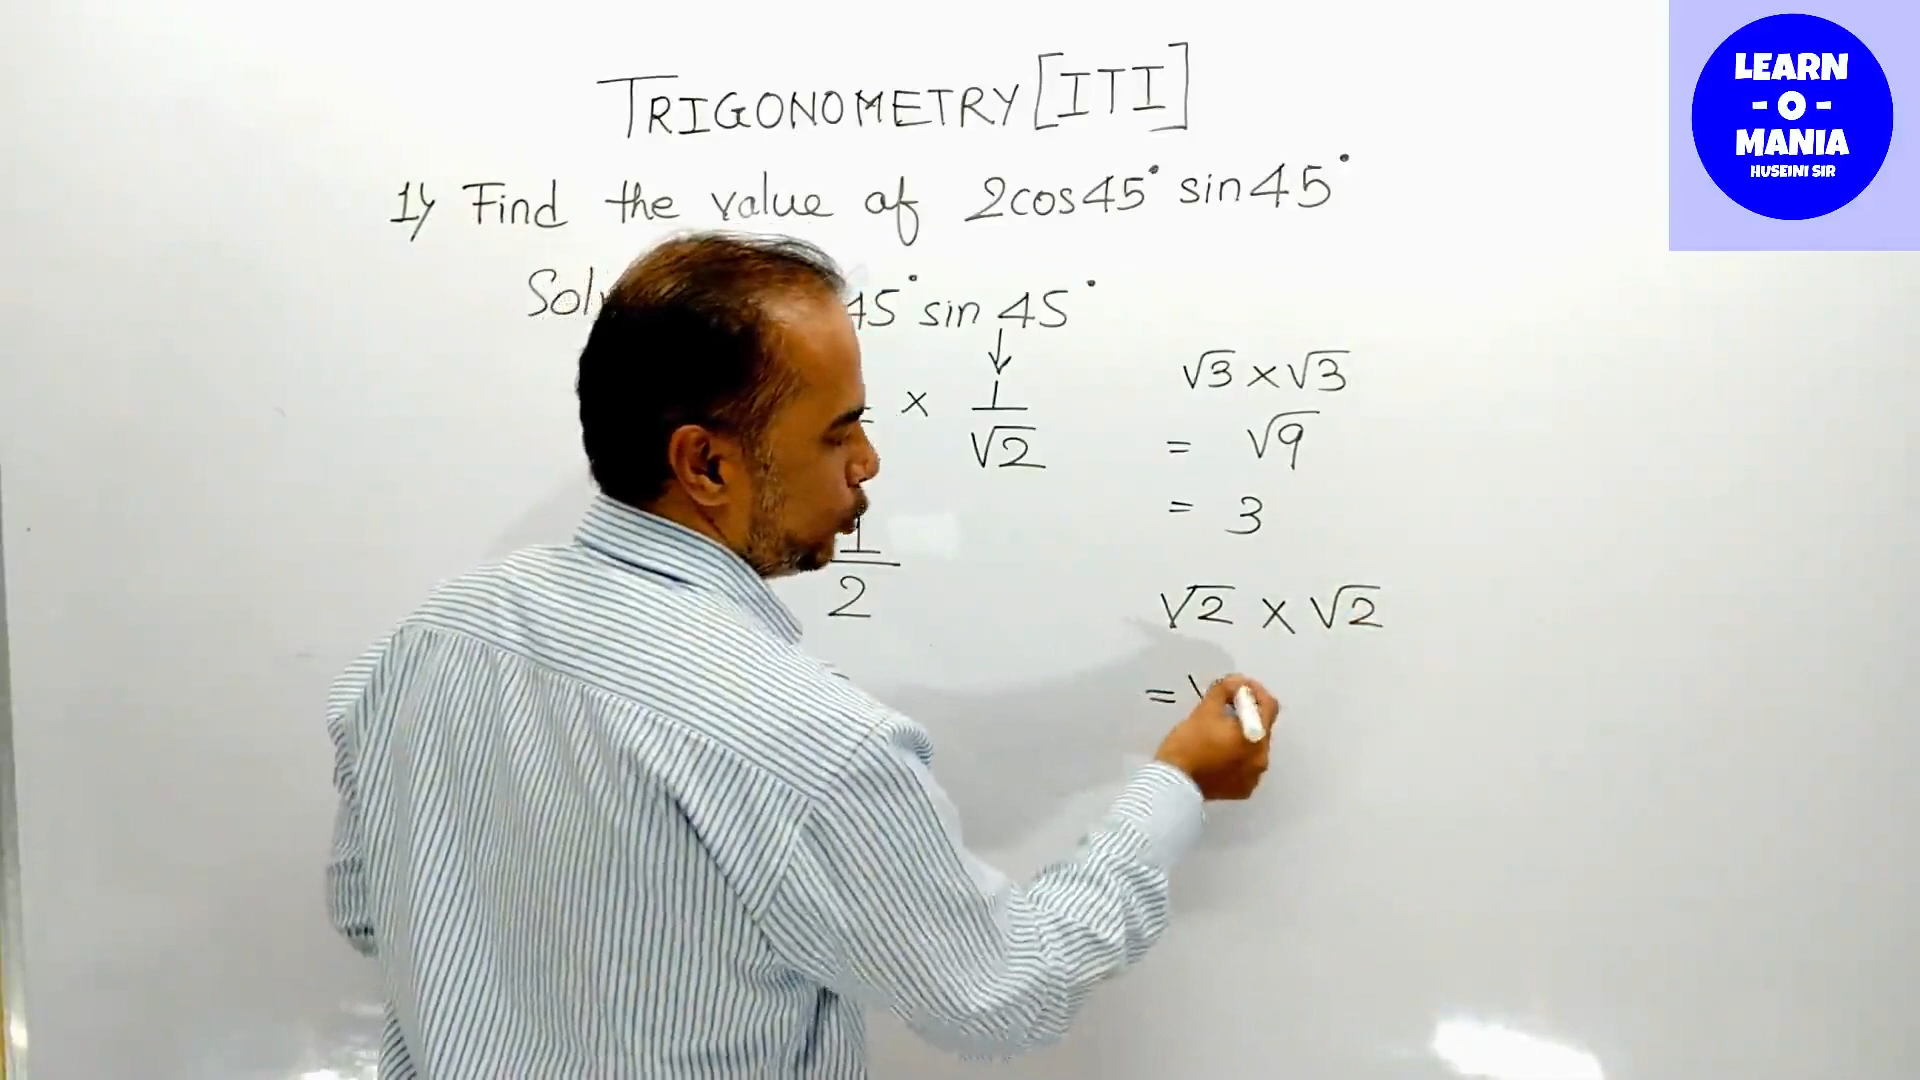 TRIGONOMETRY [ITI]
1) Find the value of 2cos45° sin45°
45° sin 45°
↓
× 1
√2
1
2
√3 × √3
= √9
= 3
√2 × √2
=
LEARN
-O-
MANIA
HUSEINI SIR